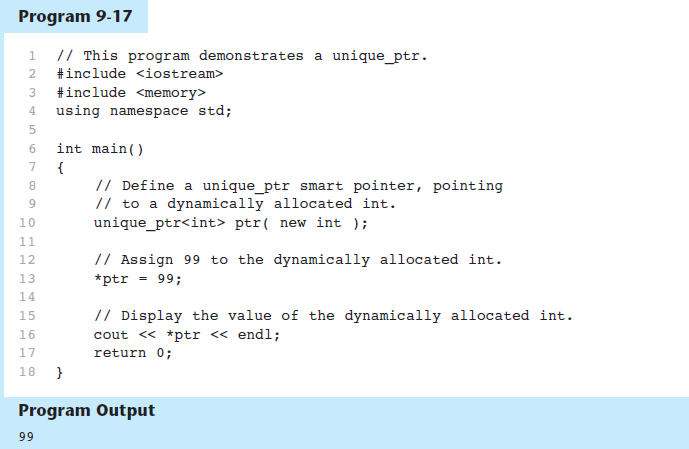 Program 9-17
1 // This program demonstrates a unique_ptr.
2 #include <iostream>
3 #include <memory>
4 using namespace std;
5
6 int main()
7 {
8 // Define a unique_ptr smart pointer, pointing
9 // to a dynamically allocated int.
10 unique_ptr<int> ptr( new int );
11
12 // Assign 99 to the dynamically allocated int.
13 *ptr = 99;
14
15 // Display the value of the dynamically allocated int.
16 cout << *ptr << endl;
17 return 0;
18 }
Program Output
99